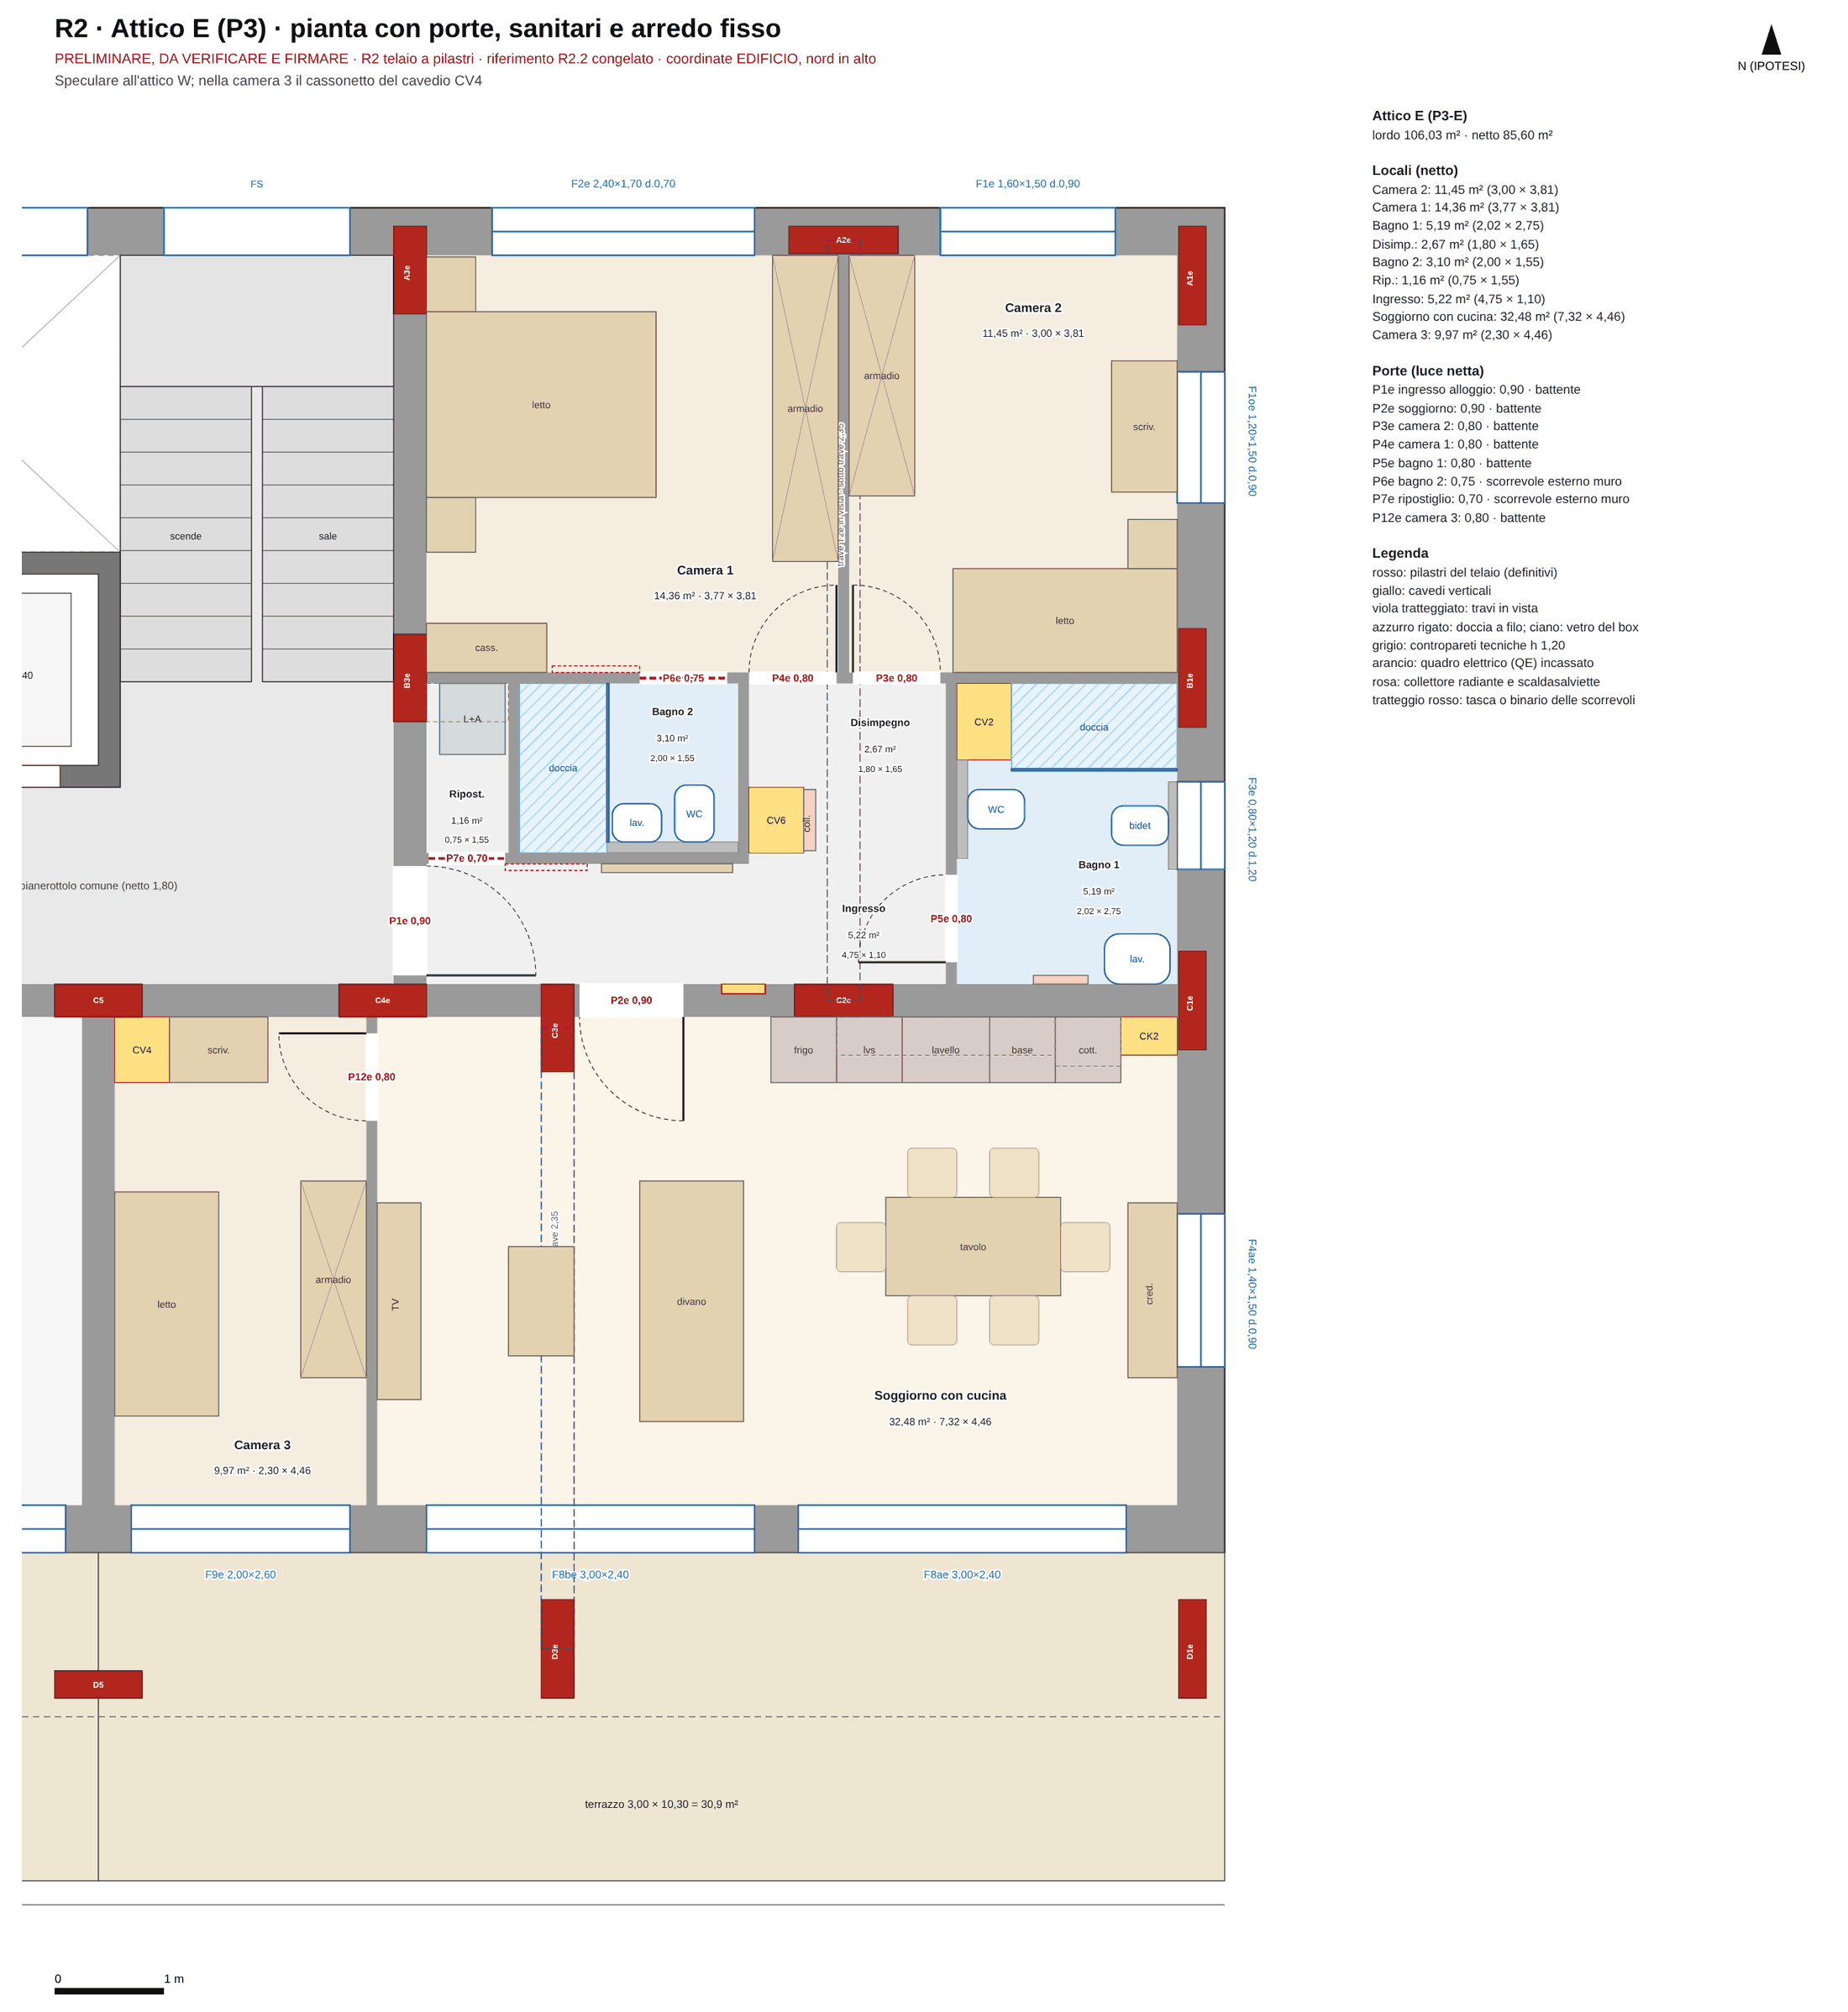 R2 · Attico E (P3) · pianta con porte, sanitari e arredo fisso
PRELIMINARE, DA VERIFICARE E FIRMARE · R2 telaio a pilastri · riferimento R2.2 congelato · coordinate EDIFICIO, nord in alto
Speculare all'attico W; nella camera 3 il cassonetto del cavedio CV4
N (IPOTESI)
Attico E (P3-E)
lordo 106,03 m² · netto 85,60 m²
Locali (netto)
Camera 2: 11,45 m² (3,00 × 3,81)
Camera 1: 14,36 m² (3,77 × 3,81)
Bagno 1: 5,19 m² (2,02 × 2,75)
Disimp.: 2,67 m² (1,80 × 1,65)
Bagno 2: 3,10 m² (2,00 × 1,55)
Rip.: 1,16 m² (0,75 × 1,55)
Ingresso: 5,22 m² (4,75 × 1,10)
Soggiorno con cucina: 32,48 m² (7,32 × 4,46)
Camera 3: 9,97 m² (2,30 × 4,46)
Porte (luce netta)
P1e ingresso alloggio: 0,90 · battente
P2e soggiorno: 0,90 · battente
P3e camera 2: 0,80 · battente
P4e camera 1: 0,80 · battente
P5e bagno 1: 0,80 · battente
P6e bagno 2: 0,75 · scorrevole esterno muro
P7e ripostiglio: 0,70 · scorrevole esterno muro
P12e camera 3: 0,80 · battente
Legenda
rosso: pilastri del telaio (definitivi)
giallo: cavedi verticali
viola tratteggiato: travi in vista
azzurro rigato: doccia a filo; ciano: vetro del box
grigio: contropareti tecniche h 1,20
arancio: quadro elettrico (QE) incassato
rosa: collettore radiante e scaldasalviette
tratteggio rosso: tasca o binario delle scorrevoli
FS
F2e 2,40×1,70 d.0,70
F1e 1,60×1,50 d.0,90
A3e
A2e
A1e
Camera 2
11,45 m² · 3,00 × 3,81
letto
armadio
armadio
scriv.
F1oe 1,20×1,50 d.0,90
scende
sale
Camera 1
14,36 m² · 3,77 × 3,81
letto
cass.
40
B3e
P6e 0,75
P4e 0,80
P3e 0,80
B1e
L+A
doccia
Bagno 2
3,10 m²
2,00 × 1,55
Disimpegno
2,67 m²
1,80 × 1,65
CV2
doccia
Ripost.
1,16 m²
0,75 × 1,55
lav.
WC
CV6
coll.
WC
bidet
F3e 0,80×1,20 d.1,20
P7e 0,70
Bagno 1
5,19 m²
2,02 × 2,75
pianerottolo comune (netto 1,80)
P1e 0,90
Ingresso
5,22 m²
4,75 × 1,10
P5e 0,80
lav.
C5
C4e
C3e
P2e 0,90
C2e
C1e
CV4
scriv.
P12e 0,80
frigo
lvs
lavello
base
cott.
CK2
ave 2,35
letto
armadio
TV
divano
tavolo
cred.
F4ae 1,40×1,50 d.0,90
Soggiorno con cucina
32,48 m² · 7,32 × 4,46
Camera 3
9,97 m² · 2,30 × 4,46
F9e 2,00×2,60
F8be 3,00×2,40
F8ae 3,00×2,40
D5
D3e
D1e
terrazzo 3,00 × 10,30 = 30,9 m²
0
1 m